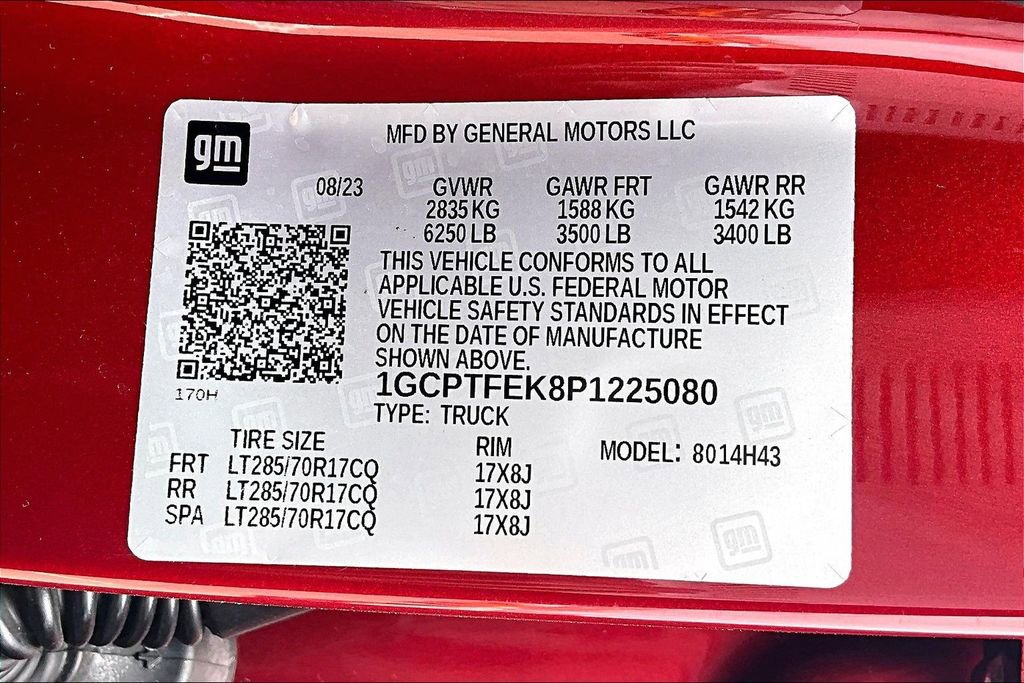 gm
MFD BY GENERAL MOTORS LLC
08/23 GVWR GAWR FRT GAWR RR
2835 KG 1588 KG 1542 KG
6250 LB 3500 LB 3400 LB
THIS VEHICLE CONFORMS TO ALL
APPLICABLE U.S. FEDERAL MOTOR
VEHICLE SAFETY STANDARDS IN EFFECT
ON THE DATE OF MANUFACTURE
SHOWN ABOVE.
170H
1GCPTFEK8P1225080
TYPE: TRUCK
TIRE SIZE RIM MODEL: 8014H43
FRT LT285/70R17CQ 17X8J
RR LT285/70R17CQ 17X8J
SPA LT285/70R17CQ 17X8J